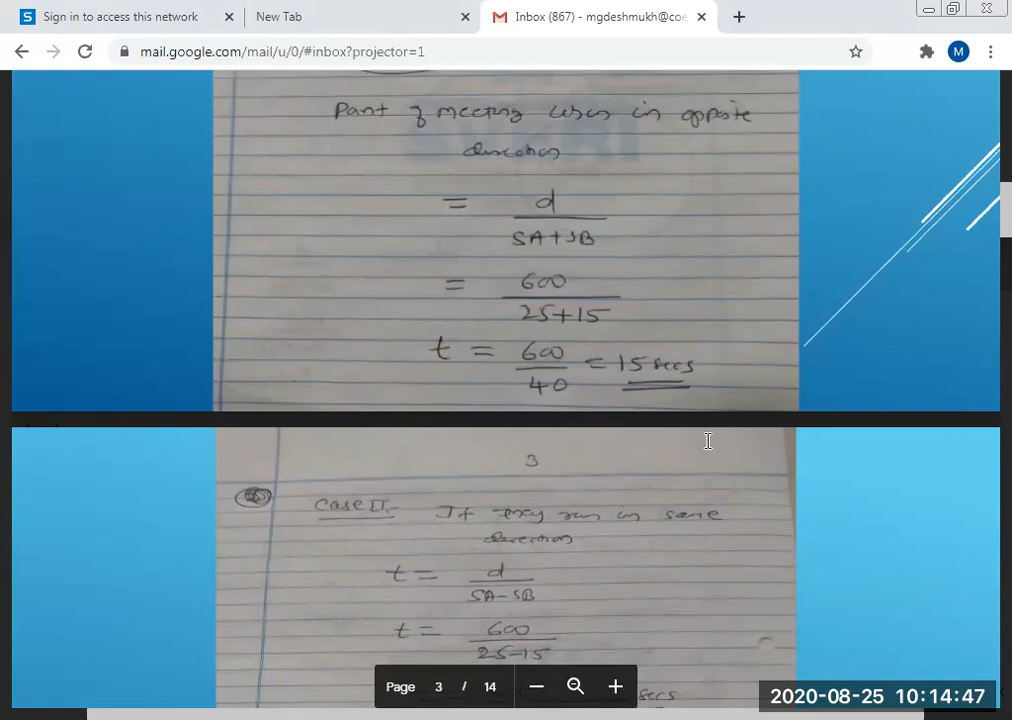 Sign in to access this network
New Tab
Inbox (867) - mgdeshmukh@coe
mail.google.com/mail/u/0/#inbox?projector=1
M
Point of meeting when in opposite
direction
= d
SA+SB
= 600
25+15
t = 600 = 15 secs
40
3
Case II:- If they run in same
direction
t = d
SA-SB
t = 600
25-15
secs
Page 3 / 14
2020-08-25 10:14:47